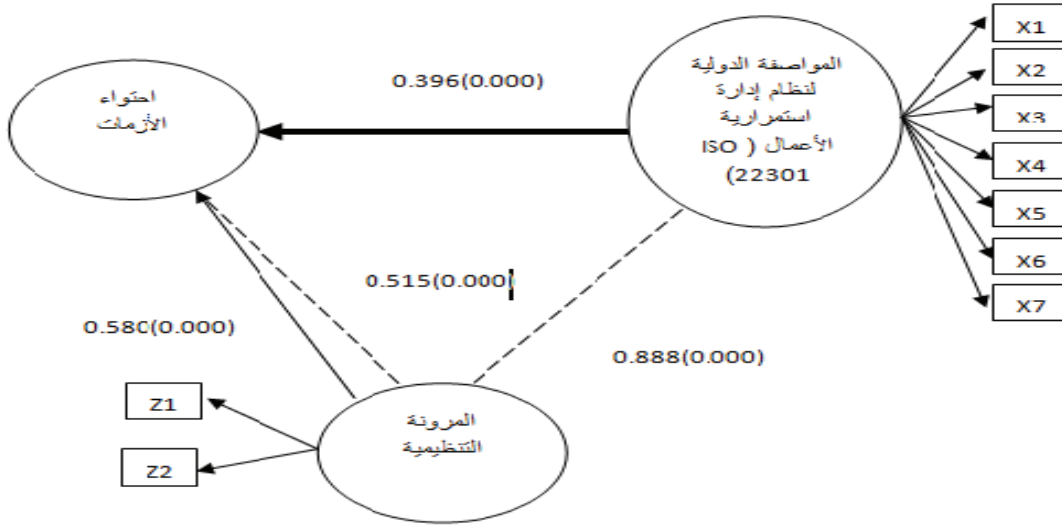 X1
X2
X3
X4
X5
X6
X7
المواصفة الدولية
لنظام إدارة
استمرارية
الأعمال ( ISO
22301)
0.396(0.000)
احتواء
الأزمات
0.515(0.000)
0.580(0.000)
0.888(0.000)
Z1
Z2
المرونة
التنظيمية